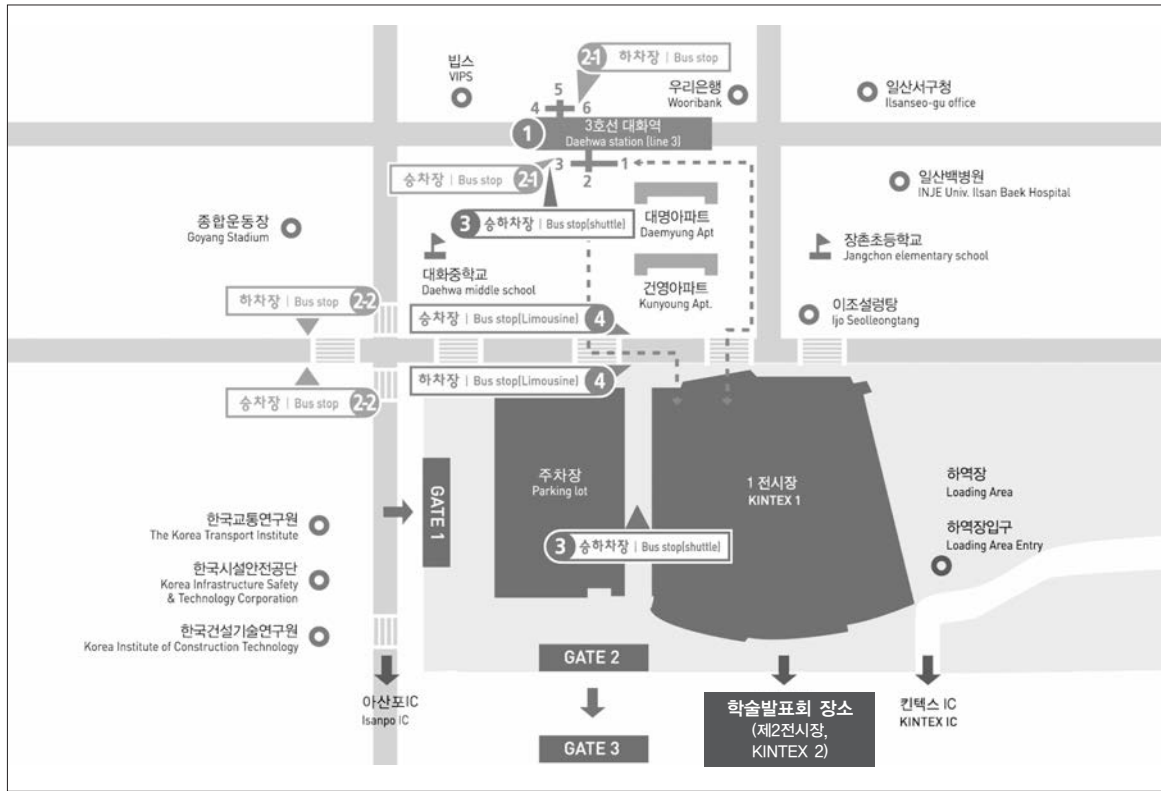 빕스
VIPS
2-1 하차장 | Bus stop
우리은행
Wooribank
일산서구청
Ilsanseo-gu office
5
4
6
1
3호선 대화역
Daehwa station (line 3)
3
1
2
승차장 | Bus stop 2-1
일산백병원
INJE Univ. Ilsan Baek Hospital
종합운동장
Goyang Stadium
3 승하차장 | Bus stop(shuttle)
대명아파트
Daemyung Apt
장촌초등학교
Jangchon elementary school
대화중학교
Daehwa middle school
건영아파트
Kunyoung Apt.
하차장 | Bus stop 2-2
승차장 | Bus stop(Limousine) 4
이조설렁탕
Ijo Seolleongtang
하차장 | Bus stop(Limousine) 4
승차장 | Bus stop 2-2
주차장
Parking lot
1 전시장
KINTEX 1
하역장
Loading Area
GATE 1
한국교통연구원
The Korea Transport Institute
3 승하차장 | Bus stop(shuttle)
하역장입구
Loading Area Entry
한국시설안전공단
Korea Infrastructure Safety
& Technology Corporation
한국건설기술연구원
Korea Institute of Construction Technology
GATE 2
아산포IC
Isanpo IC
학술발표회 장소
(제2전시장,
KINTEX 2)
킨텍스 IC
KINTEX IC
GATE 3